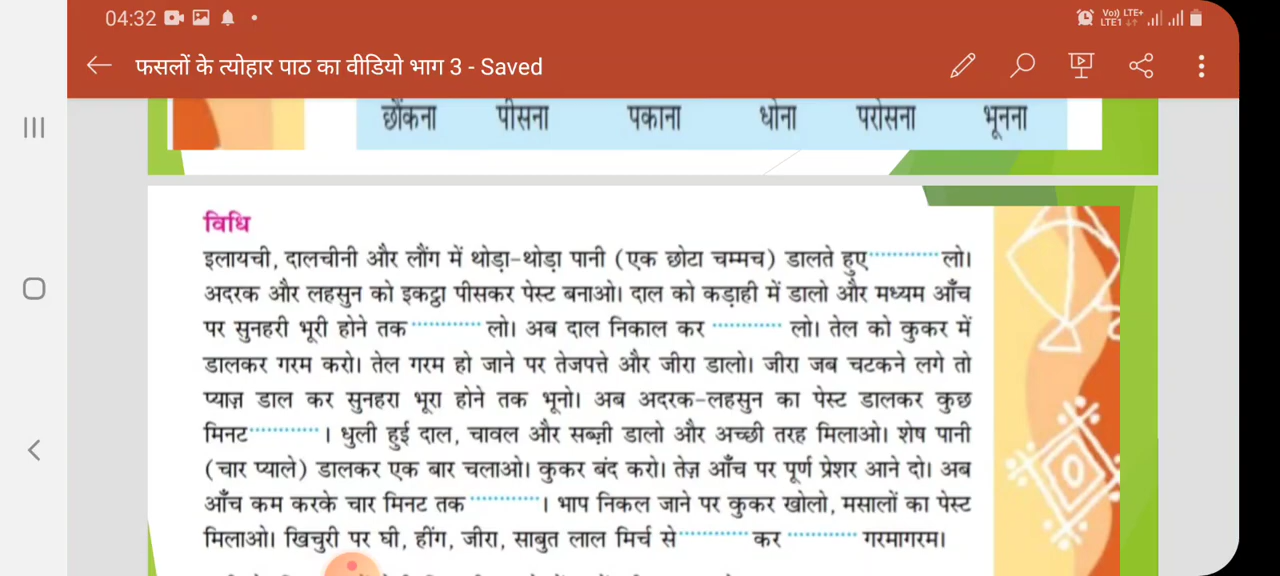 04:32 Vo)) LTE+ LTE1
फसलों के त्योहार पाठ का वीडियो भाग 3 - Saved
छौंकना पीसना पकाना धोना परोसना भूनना
विधि
इलायची, दालचीनी और लौंग में थोड़ा-थोड़ा पानी (एक छोटा चम्मच) डालते हुए ............ लो।
अदरक और लहसुन को इकट्ठा पीसकर पेस्ट बनाओ। दाल को कड़ाही में डालो और मध्यम आँच
पर सुनहरी भूरी होने तक ............ लो। अब दाल निकाल कर ............ लो। तेल को कुकर में
डालकर गरम करो। तेल गरम हो जाने पर तेजपत्ते और जीरा डालो। जीरा जब चटकने लगे तो
प्याज़ डाल कर सुनहरा भूरा होने तक भूनो। अब अदरक-लहसुन का पेस्ट डालकर कुछ
मिनट ............ । धुली हुई दाल, चावल और सब्ज़ी डालो और अच्छी तरह मिलाओ। शेष पानी
(चार प्याले) डालकर एक बार चलाओ। कुकर बंद करो। तेज़ आँच पर पूर्ण प्रेशर आने दो। अब
आँच कम करके चार मिनट तक ............ । भाप निकल जाने पर कुकर खोलो, मसालों का पेस्ट
मिलाओ। खिचुरी पर घी, हींग, जीरा, साबुत लाल मिर्च से ............ कर ............ गरमागरम।